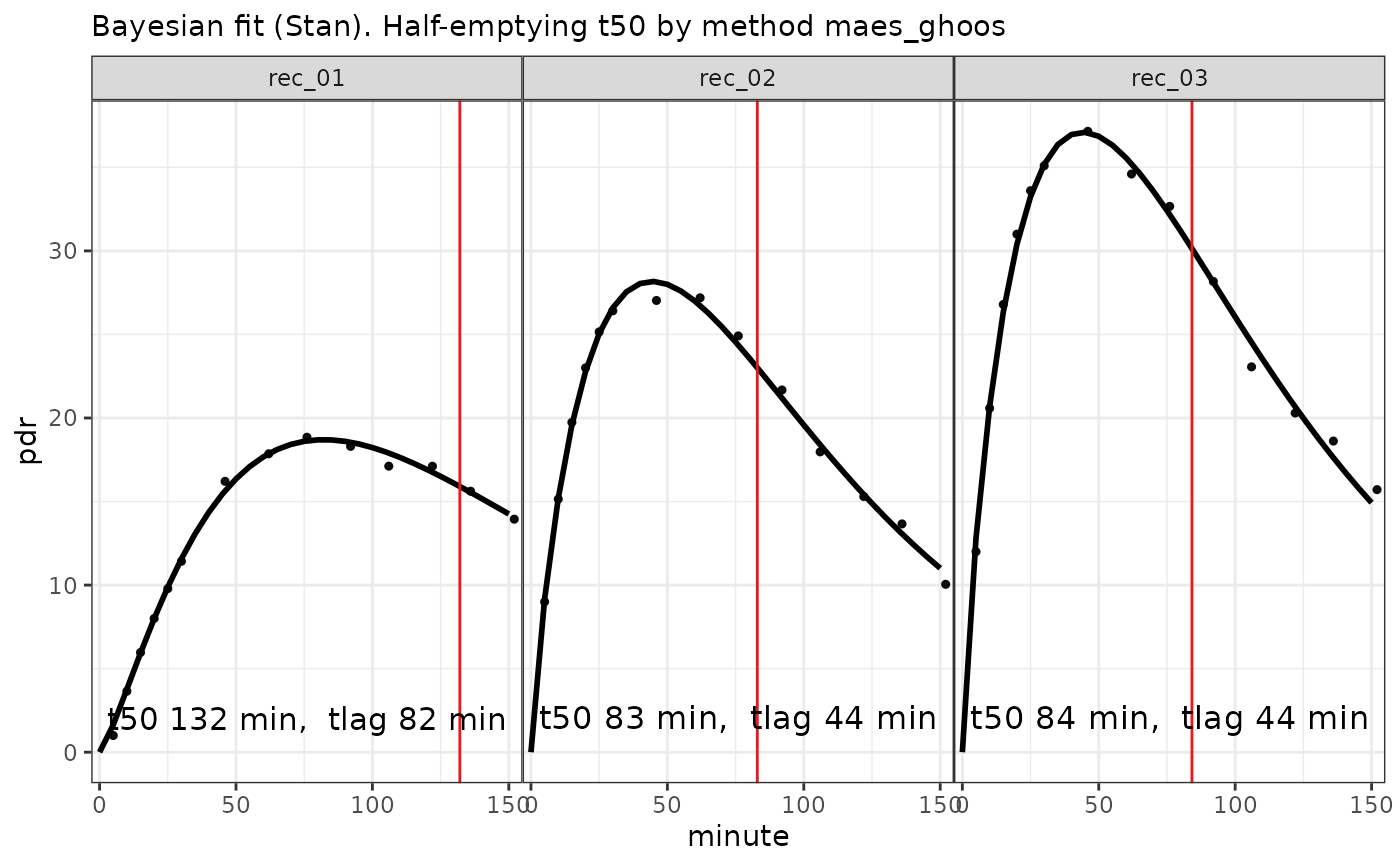 Bayesian fit (Stan). Half-emptying t50 by method maes_ghoos
rec_01 rec_02 rec_03
30
20
10
0
pdr
t50 132 min,  tlag 82 min
t50 83 min,  tlag 44 min
t50 84 min,  tlag 44 min
0 50 100 150 0 50 100 150 0 50 100 150
minute